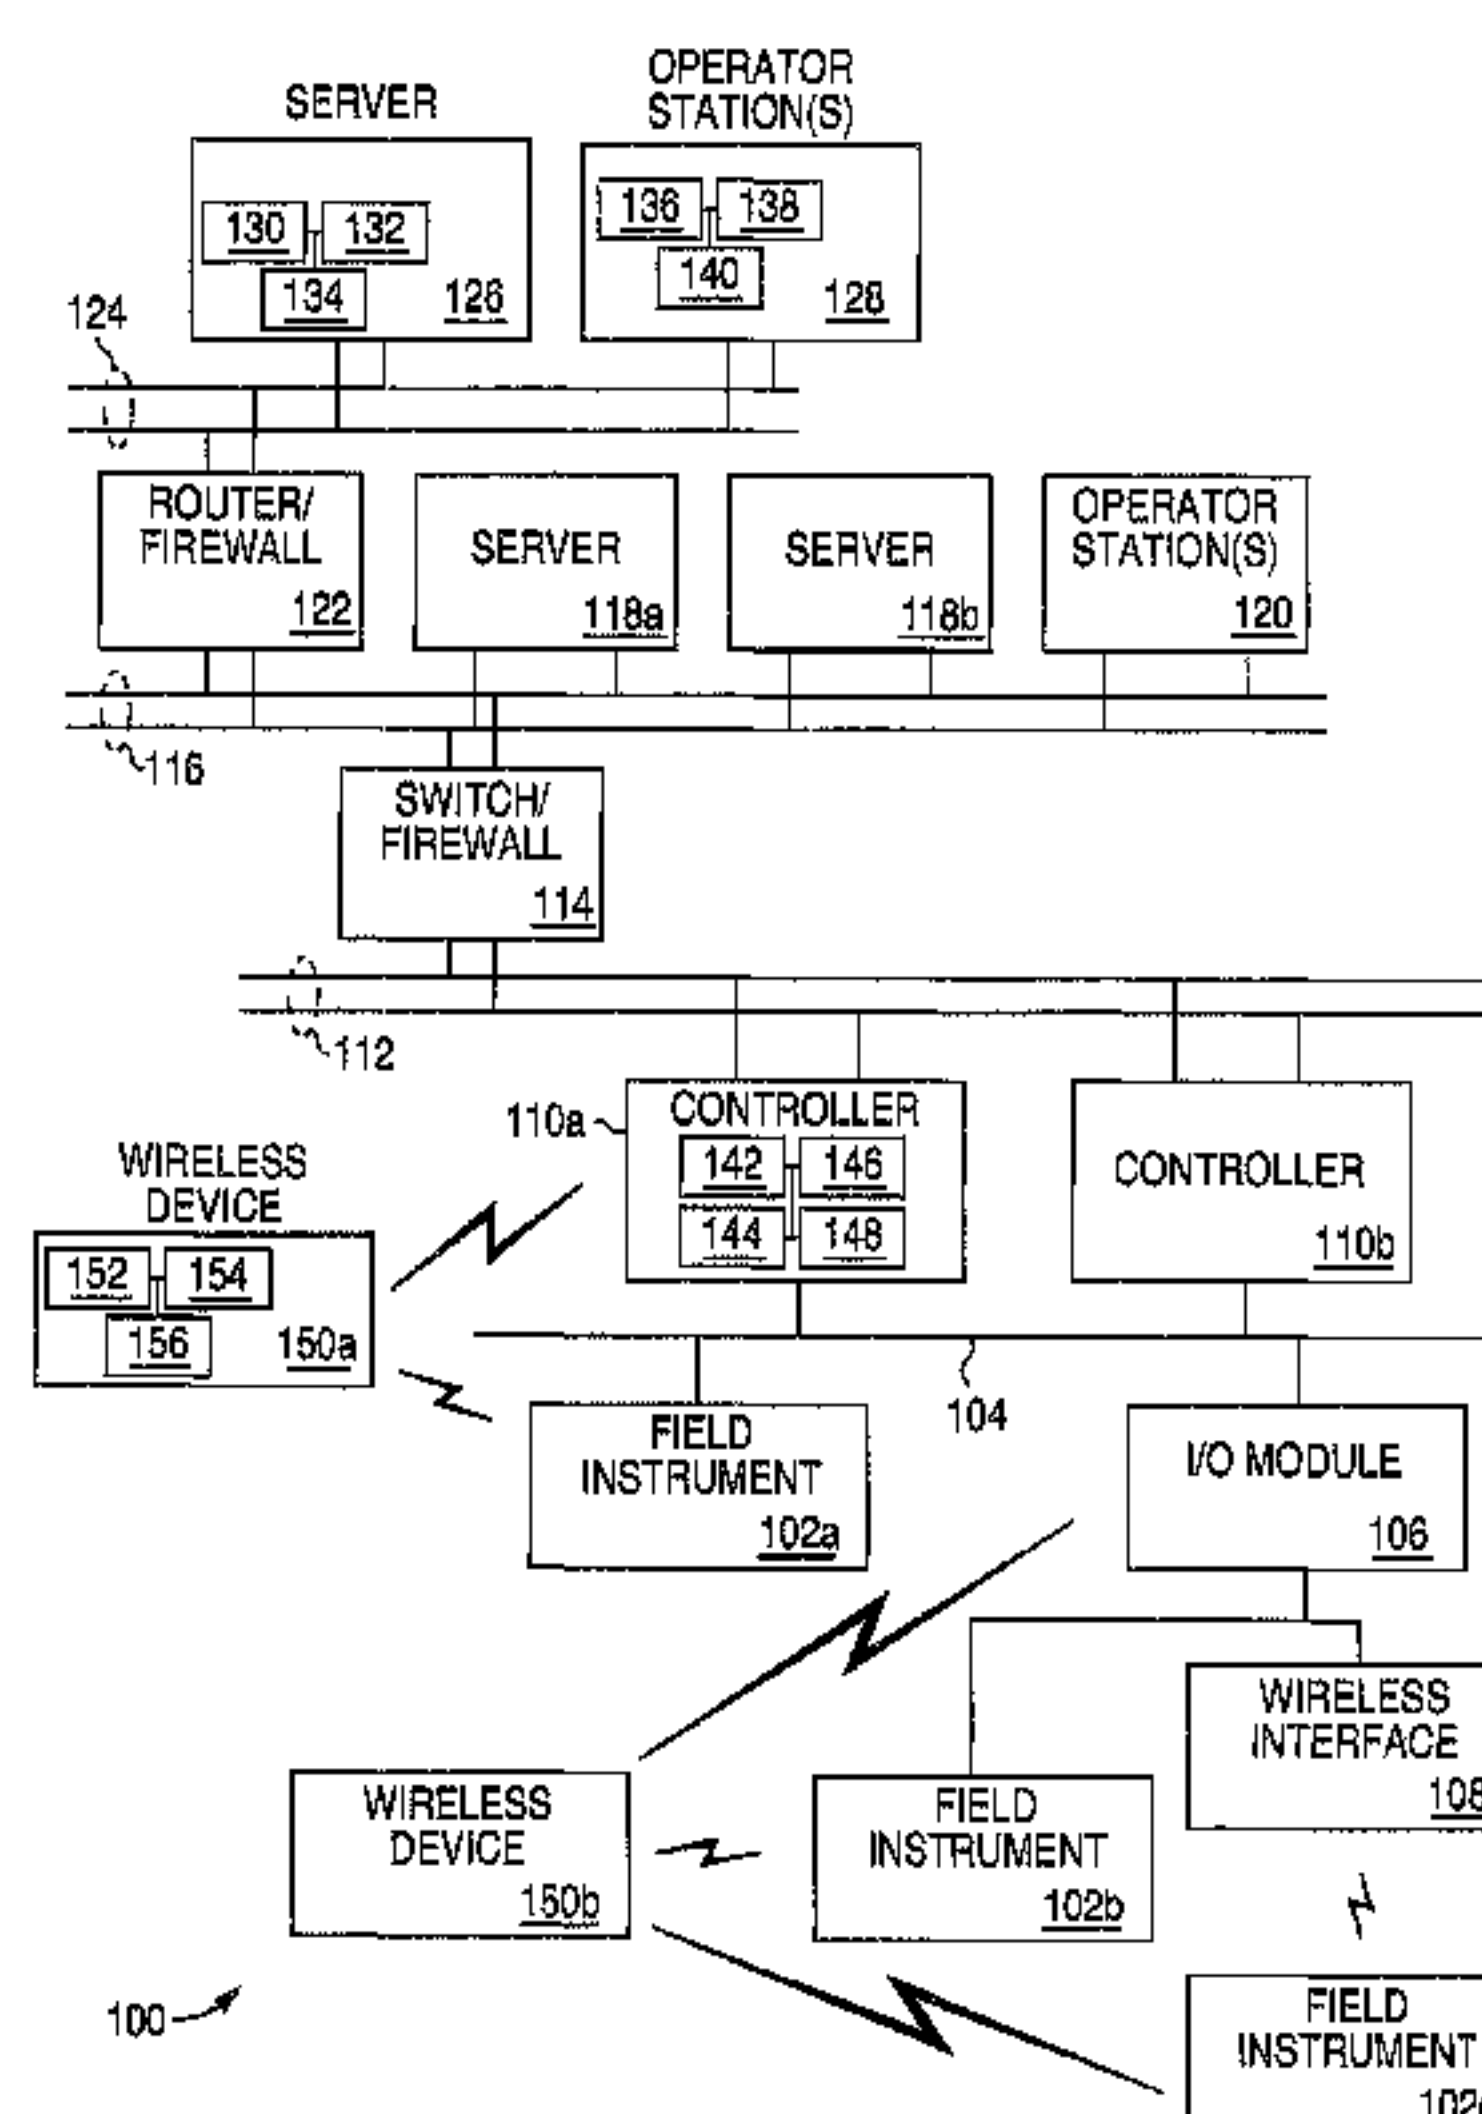 SERVER
OPERATOR
STATION(S)
130
132
134
126
136
138
140
128
124
ROUTER/
FIREWALL
122
SERVER
118a
SERVER
118b
OPERATOR
STATION(S)
120
116
SWITCH/
FIREWALL
114
112
110a
CONTROLLER
142
146
144
148
CONTROLLER
110b
WIRELESS
DEVICE
152
154
156
150a
104
FIELD
INSTRUMENT
102a
I/O MODULE
106
WIRELESS
INTERFACE
108
WIRELESS
DEVICE
150b
FIELD
INSTRUMENT
102b
100
FIELD
INSTRUMENT